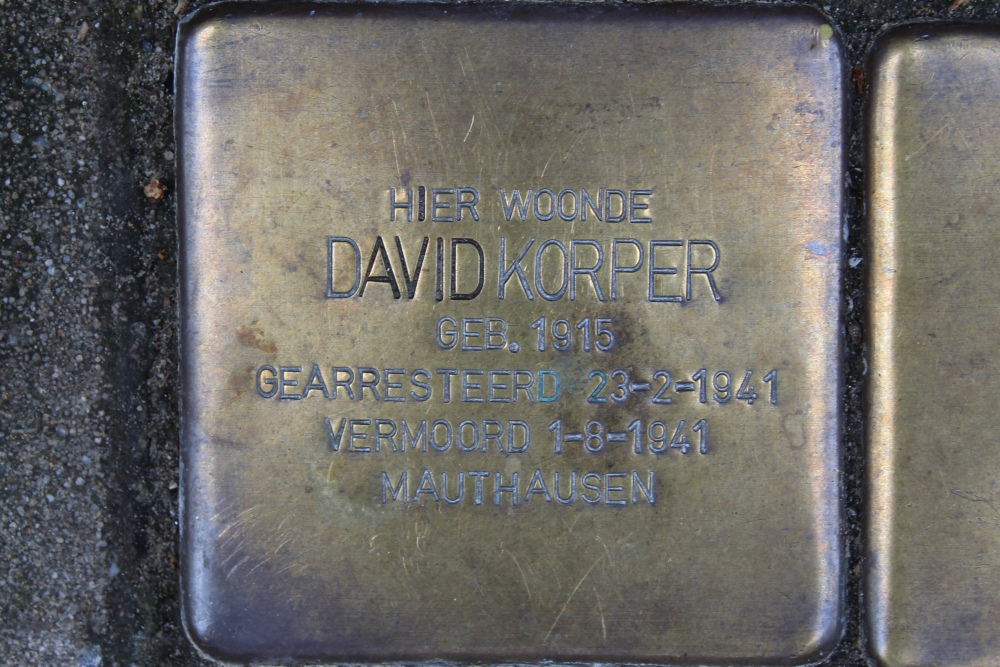 HIER WOONDE
DAVID KORPER
GEB. 1915
GEARRESTEERD 23-2-1941
VERMOORD 1-8-1941
MAUTHAUSEN